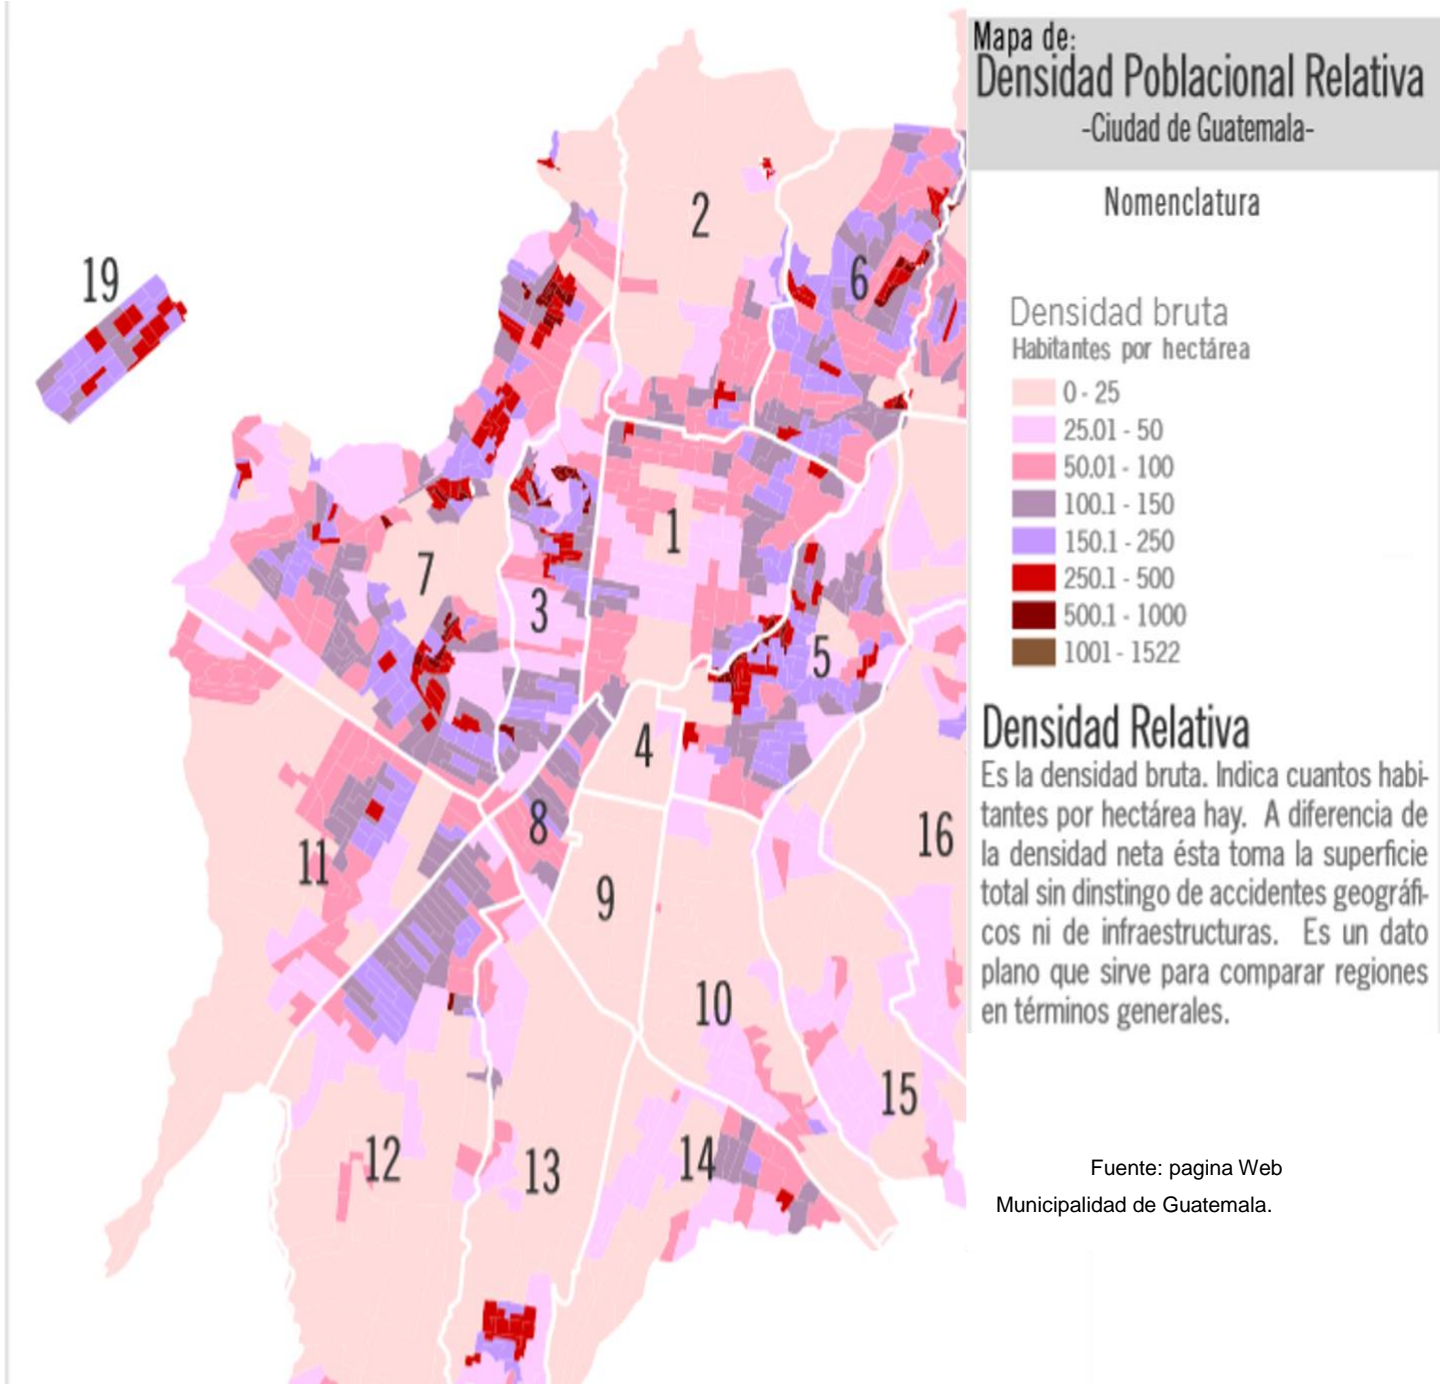 Mapa de:
Densidad Poblacional Relativa
-Ciudad de Guatemala-
Nomenclatura
Densidad bruta
Habitantes por hectárea
0 - 25
25.01 - 50
50.01 - 100
100.1 - 150
150.1 - 250
250.1 - 500
500.1 - 1000
1001 - 1522
Densidad Relativa
Es la densidad bruta. Indica cuantos habi-
tantes por hectárea hay. A diferencia de
la densidad neta ésta toma la superficie
total sin dinstingo de accidentes geográfi-
cos ni de infraestructuras. Es un dato
plano que sirve para comparar regiones
en términos generales.
Fuente: pagina Web
Municipalidad de Guatemala.
2
19
6
1
7
3
5
4
8
16
11
9
10
15
12
13
14